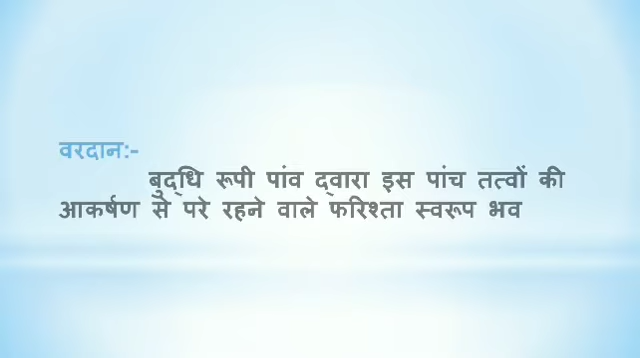 वरदान:-
बुद्धि रूपी पांव द्वारा इस पांच तत्वों की
आकर्षण से परे रहने वाले फरिश्ता स्वरूप भव